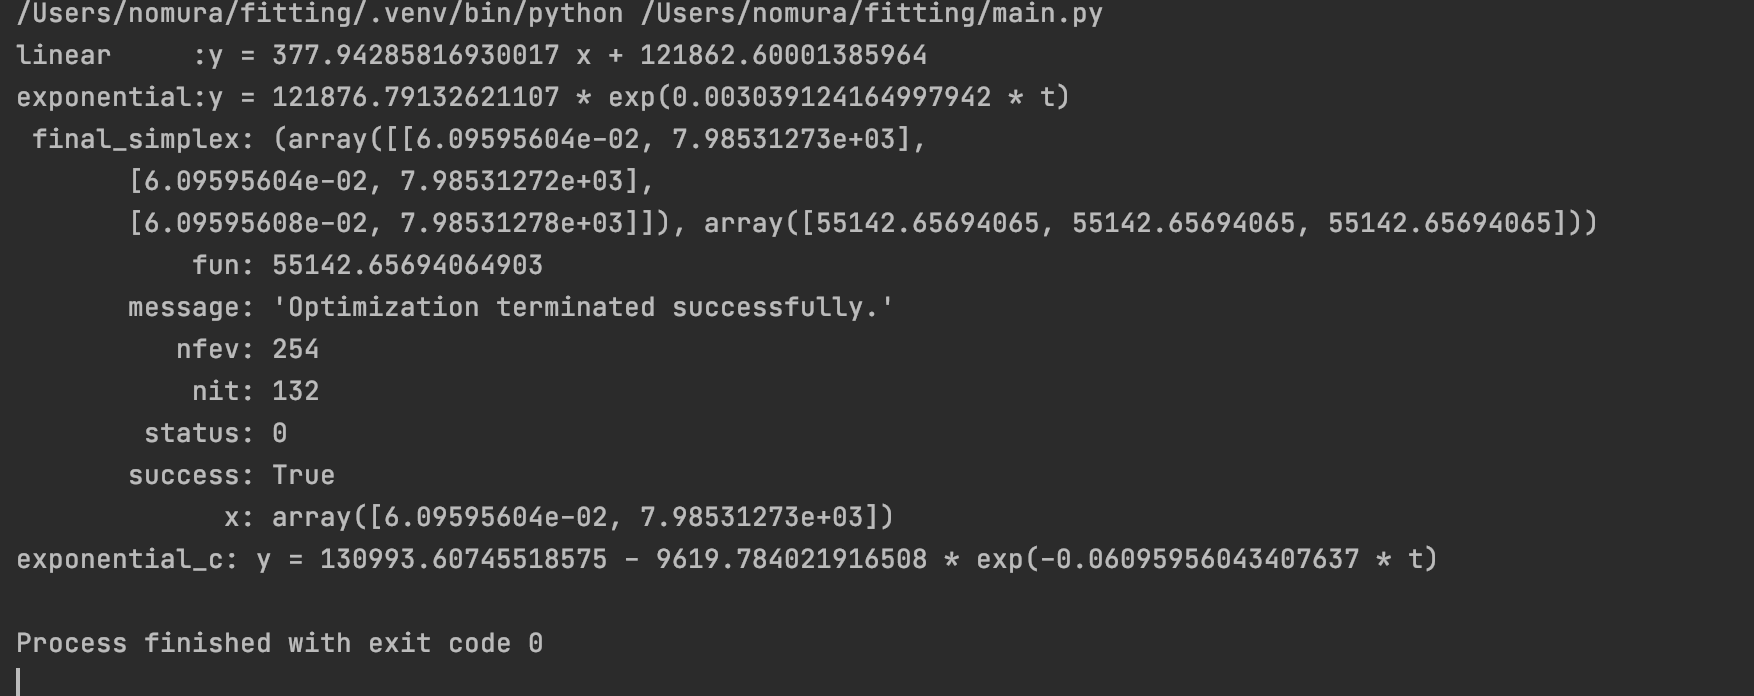 /Users/nomura/fitting/.venv/bin/python /Users/nomura/fitting/main.py
linear     :y = 377.94285816930017 x + 121862.60001385964
exponential:y = 121876.79132621107 * exp(0.003039124164997942 * t)
 final_simplex: (array([[6.09595604e-02, 7.98531273e+03],
       [6.09595604e-02, 7.98531272e+03],
       [6.09595608e-02, 7.98531278e+03]]), array([55142.65694065, 55142.65694065, 55142.65694065]))
           fun: 55142.65694064903
       message: 'Optimization terminated successfully.'
          nfev: 254
           nit: 132
        status: 0
       success: True
             x: array([6.09595604e-02, 7.98531273e+03])
exponential_c: y = 130993.60745518575 - 9619.784021916508 * exp(-0.06095956043407637 * t)

Process finished with exit code 0